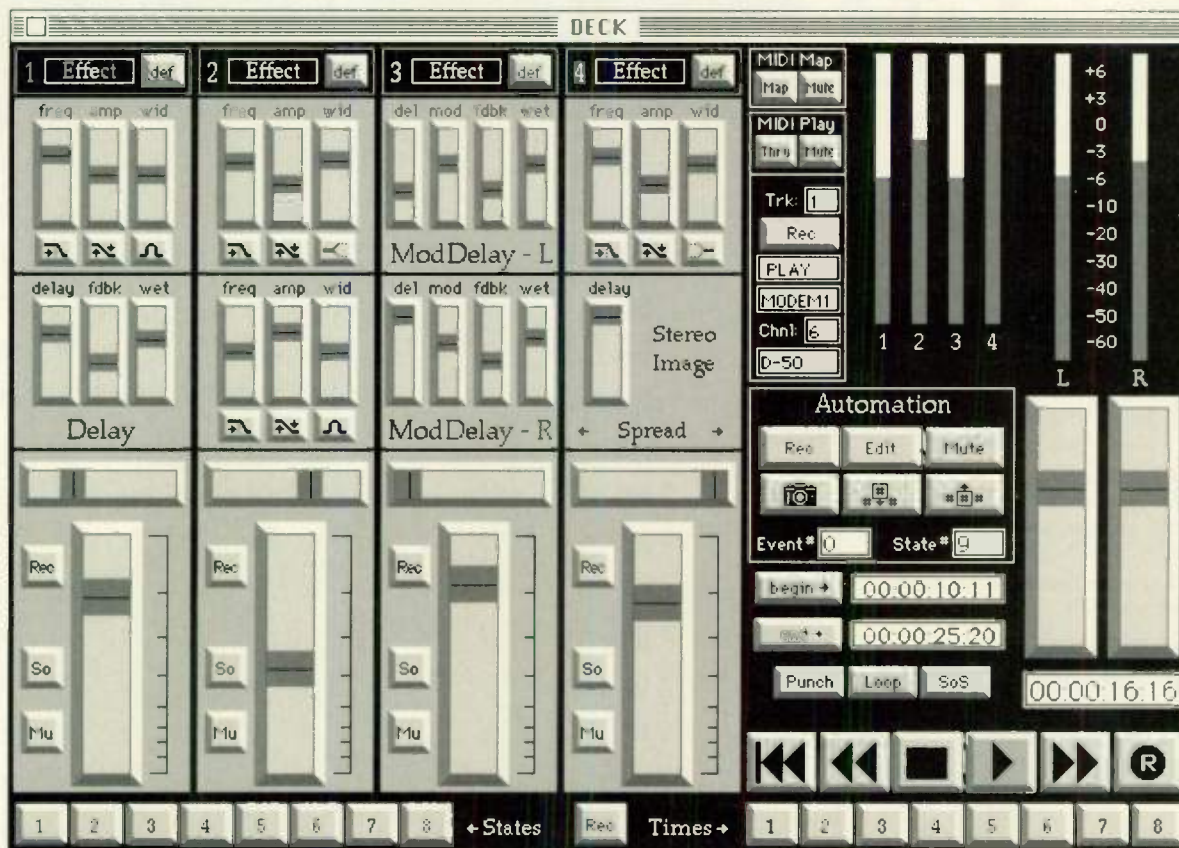 DECK
1 Effect def
2 Effect def
3 Effect def
4 Effect def
freq amp wid
freq amp wid
del mod fdbk wet
freq amp wid
ModDelay - L
delay fdbk wet
freq amp wid
del mod fdbk wet
delay
Stereo
Image
Delay
ModDelay - R
← Spread →
Rec
So
Mu
Rec
So
Mu
Rec
So
Mu
Rec
So
Mu
1 2 3 4 5 6 7 8 ←States
Rec Times→
1 2 3 4 5 6 7 8
MIDI Map
Map Mute
MIDI Play
Thru Mute
Trk: 1
Rec
PLAY
MODEM1
Chnl: 6
D-50
1 2 3 4
+6
+3
0
-3
-6
-10
-20
-30
-40
-50
-60
L R
Automation
Rec Edit Mute
# #+#
##
#
Event# 0 State# 9
begin → 00:00:10:11
end → 00:00:25:20
Punch Loop SoS
00:00:16:16
R